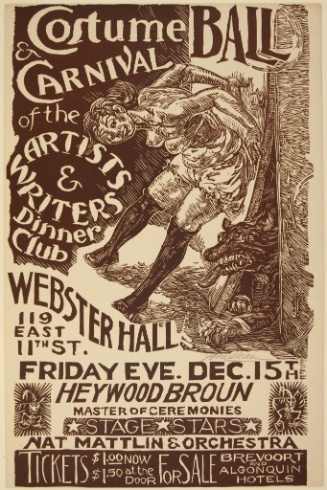 Costume BALL
& CARNIVAL
of the
ARTISTS
&
WRITERS
Dinner
Club
WEBSTER HALL
119
EAST
11TH ST.
FRIDAY EVE. DEC. 15TH
HEYWOOD BROUN
MASTER OF CEREMONIES
STAGE STARS
NAT MATTLIN & ORCHESTRA
TICKETS $1.00 NOW $1.50 at the DOOR FOR SALE BREVOORT AND ALGONQUIN HOTELS